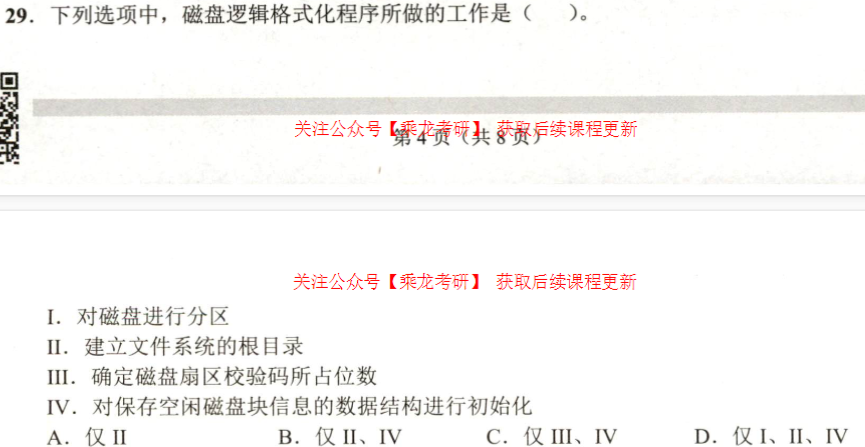 29．下列选项中，磁盘逻辑格式化程序所做的工作是（　　）。
关注公众号【乘龙考研】 获取后续课程更新
第 4 页（共 8 页）
关注公众号【乘龙考研】 获取后续课程更新
I．对磁盘进行分区
II．建立文件系统的根目录
III．确定磁盘扇区校验码所占位数
IV．对保存空闲磁盘块信息的数据结构进行初始化
A．仅 II B．仅 II、IV C．仅 III、IV D．仅 I、II、IV